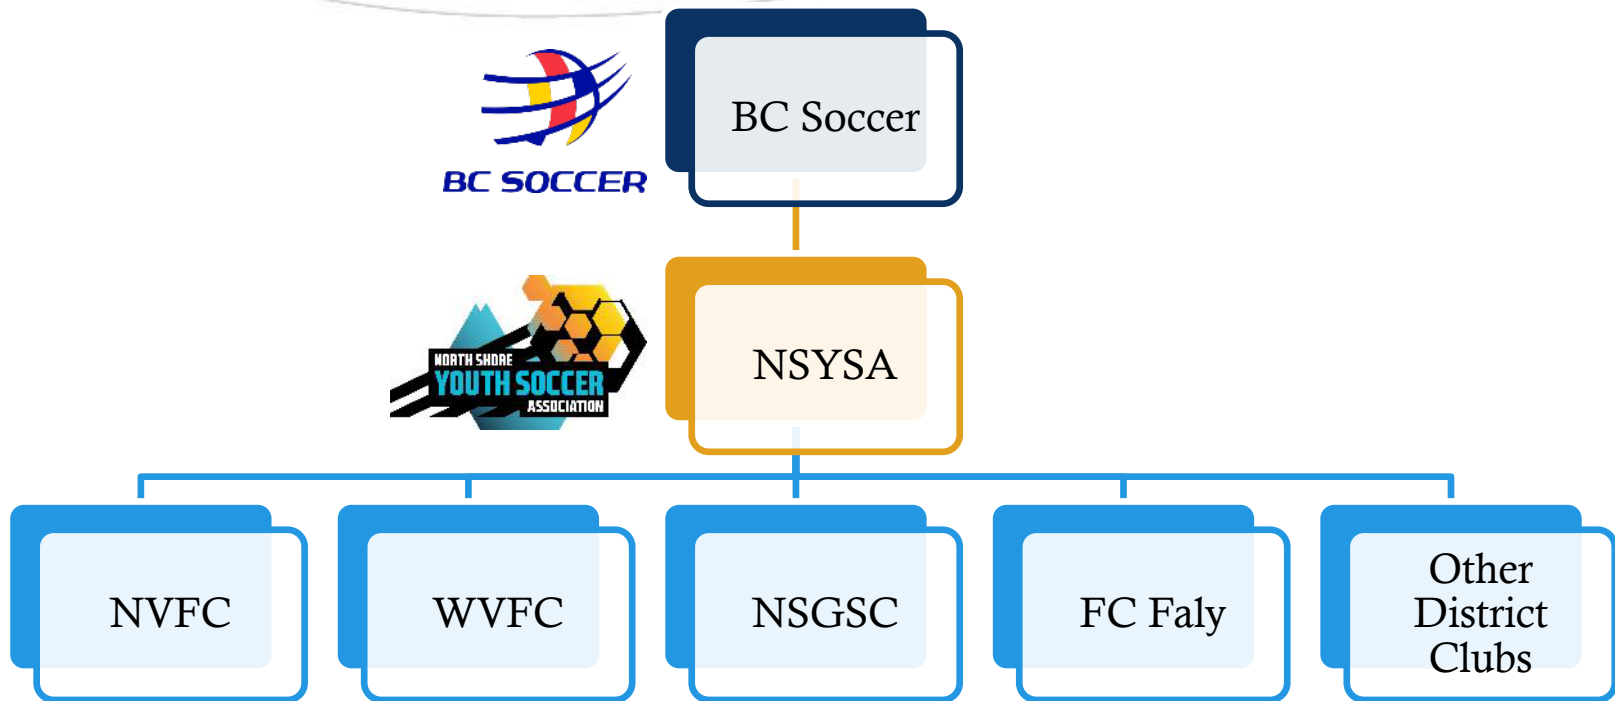 BC Soccer
BC SOCCER
NSYSA
NORTH SHORE
YOUTH SOCCER
ASSOCIATION
NVFC
WVFC
NSGSC
FC Faly
Other
District
Clubs